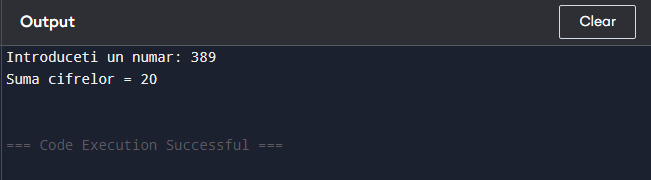 Output
Clear
Introduceti un numar: 389
Suma cifrelor = 20
=== Code Execution Successful ===